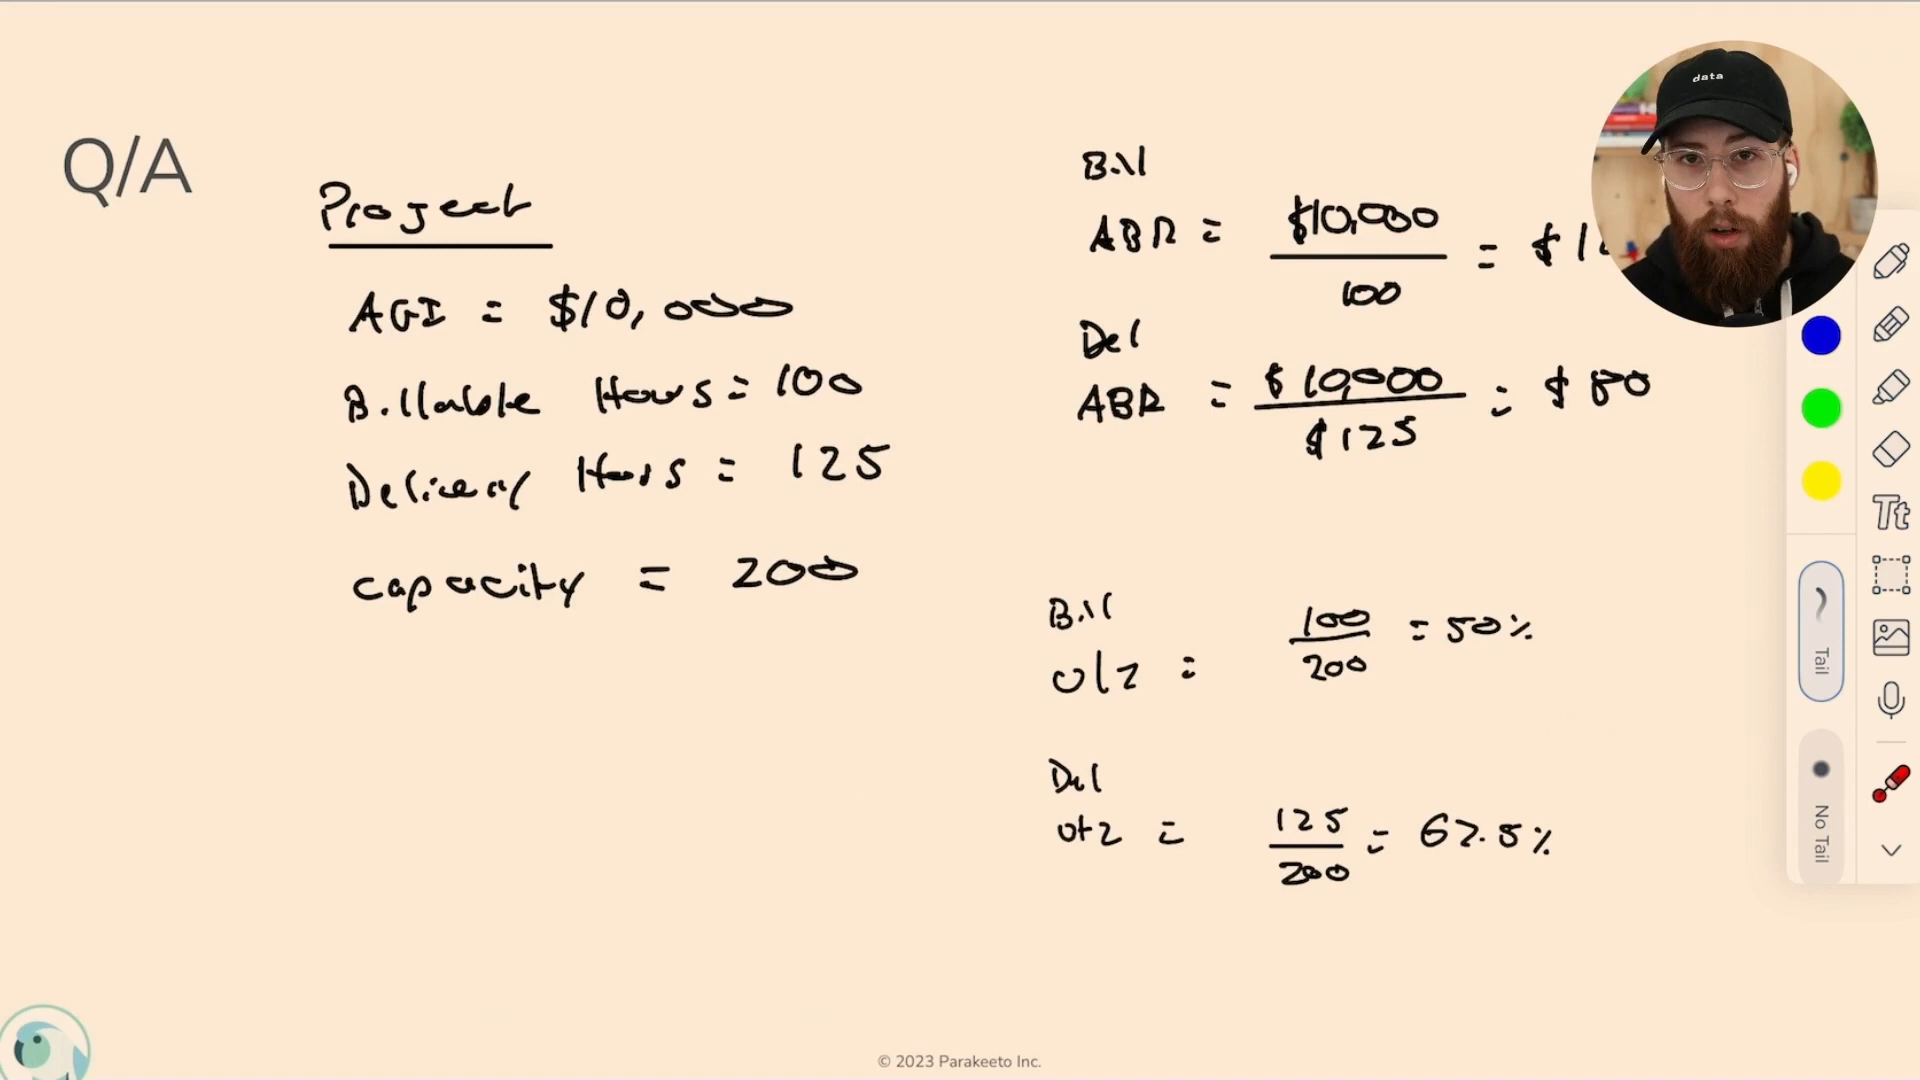 Q/A
Project
AGI = $10,000
Billable Hours = 100
Delivery Hours = 125
capacity = 200
Bill
ABR = $10,000 / 100 = $1
Del
ABR = $10,000 / $125 = $80
Bill
utz = 100 / 200 = 50%
Del
utz = 125 / 200 = 62.5%
data
Tt
Tail
No Tail
© 2023 Parakeeto Inc.